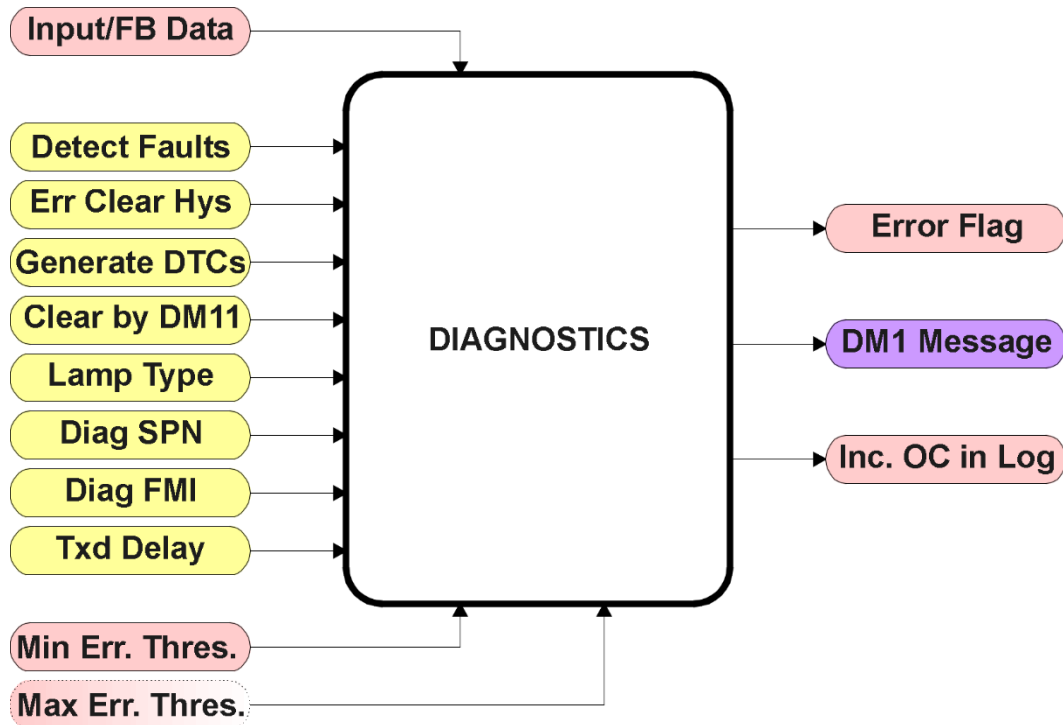 Input/FB Data
Detect Faults
Err Clear Hys
Generate DTCs
Clear by DM11
Lamp Type
Diag SPN
Diag FMI
Txd Delay
Min Err. Thres.
Max Err. Thres.
DIAGNOSTICS
Error Flag
DM1 Message
Inc. OC in Log